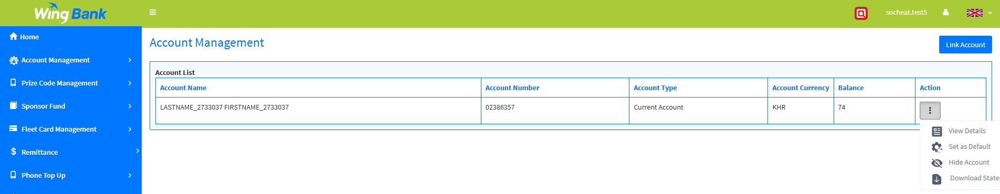 Wing Bank
socheat.test5
Home
Account Management
Prize Code Management
Sponsor Fund
Fleet Card Management
$ Remittance
Phone Top Up
Account Management
Link Account
Account List
Account Name Account Number Account Type Account Currency Balance Action
LASTNAME_2733037 FIRSTNAME_2733037 02386357 Current Account KHR 74
View Details
Set as Default
Hide Account
Download State